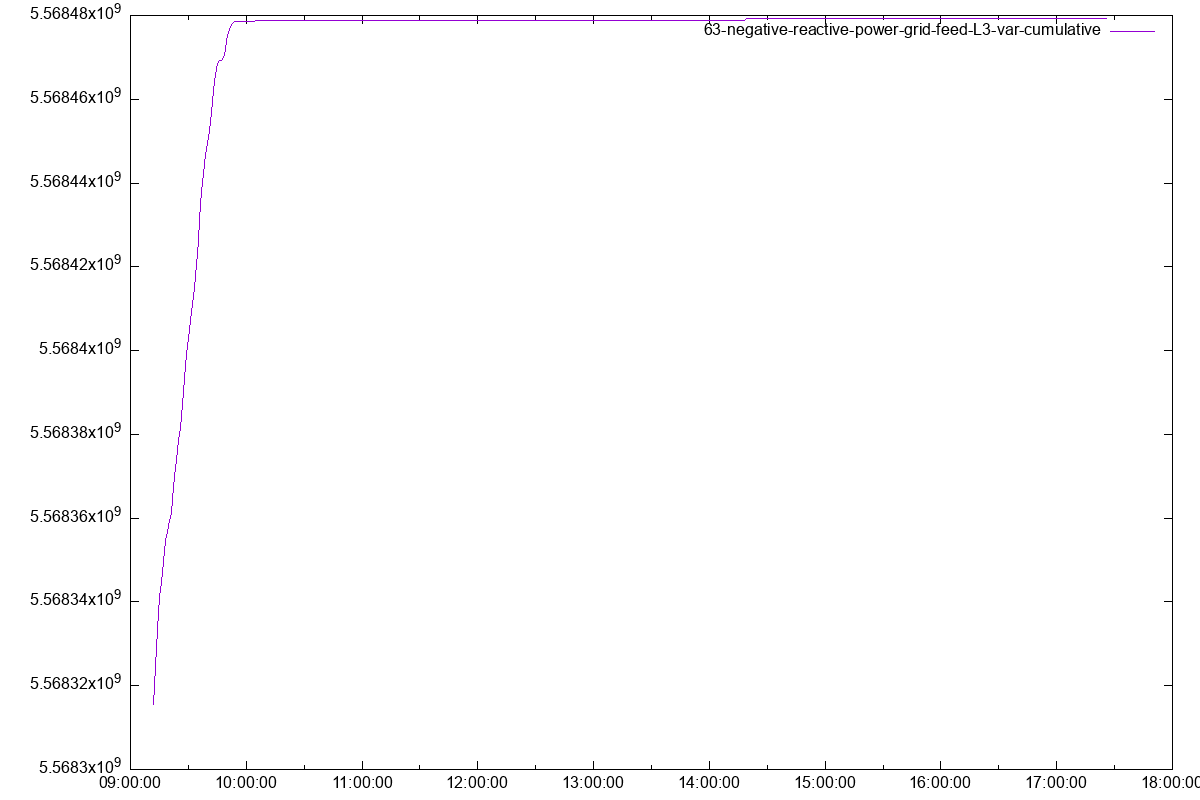 5.56848x10⁹
63-negative-reactive-power-grid-feed-L3-var-cumulative
5.56846x10⁹
5.56844x10⁹
5.56842x10⁹
5.5684x10⁹
5.56838x10⁹
5.56836x10⁹
5.56834x10⁹
5.56832x10⁹
5.5683x10⁹
09:00:00 10:00:00 11:00:00 12:00:00 13:00:00 14:00:00 15:00:00 16:00:00 17:00:00 18:00:00